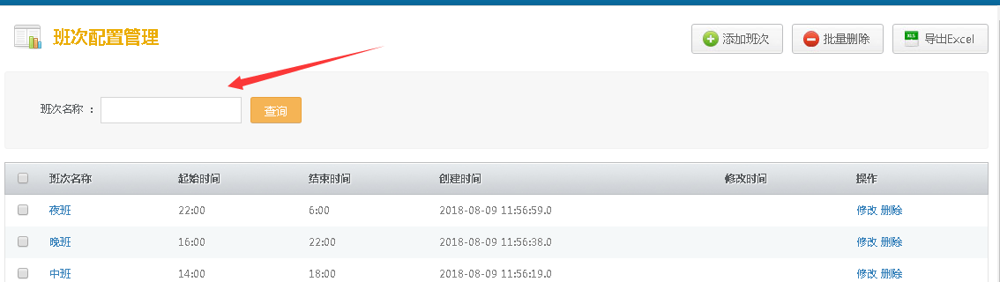 班次配置管理
添加班次 批量删除 导出Excel
班次名称 ： 查询
班次名称 起始时间 结束时间 创建时间 修改时间 操作
夜班 22:00 6:00 2018-08-09 11:56:59.0 修改 删除
晚班 16:00 22:00 2018-08-09 11:56:38.0 修改 删除
中班 14:00 18:00 2018-08-09 11:56:19.0 修改 删除